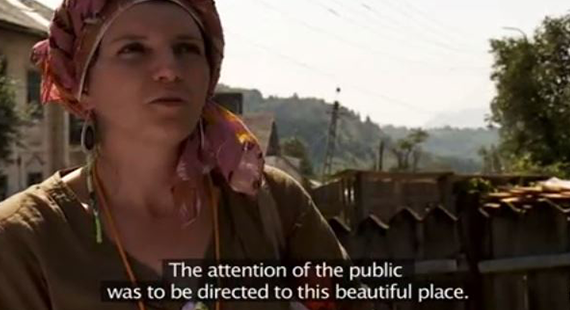 The attention of the public
was to be directed to this beautiful place.